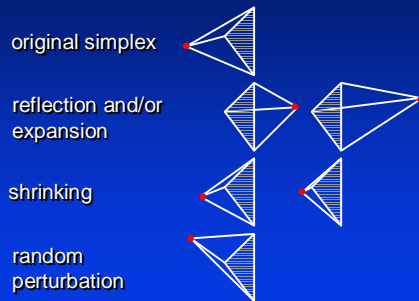 original simplex
reflection and/or
expansion
shrinking
random
perturbation